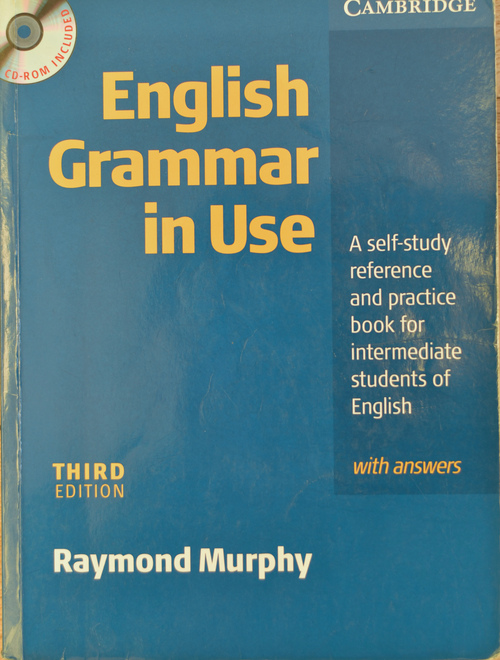 CAMBRIDGE
CD-ROM INCLUDED
English
Grammar
in Use
A self-study
reference
and practice
book for
intermediate
students of
English
with answers
THIRD
EDITION
Raymond Murphy